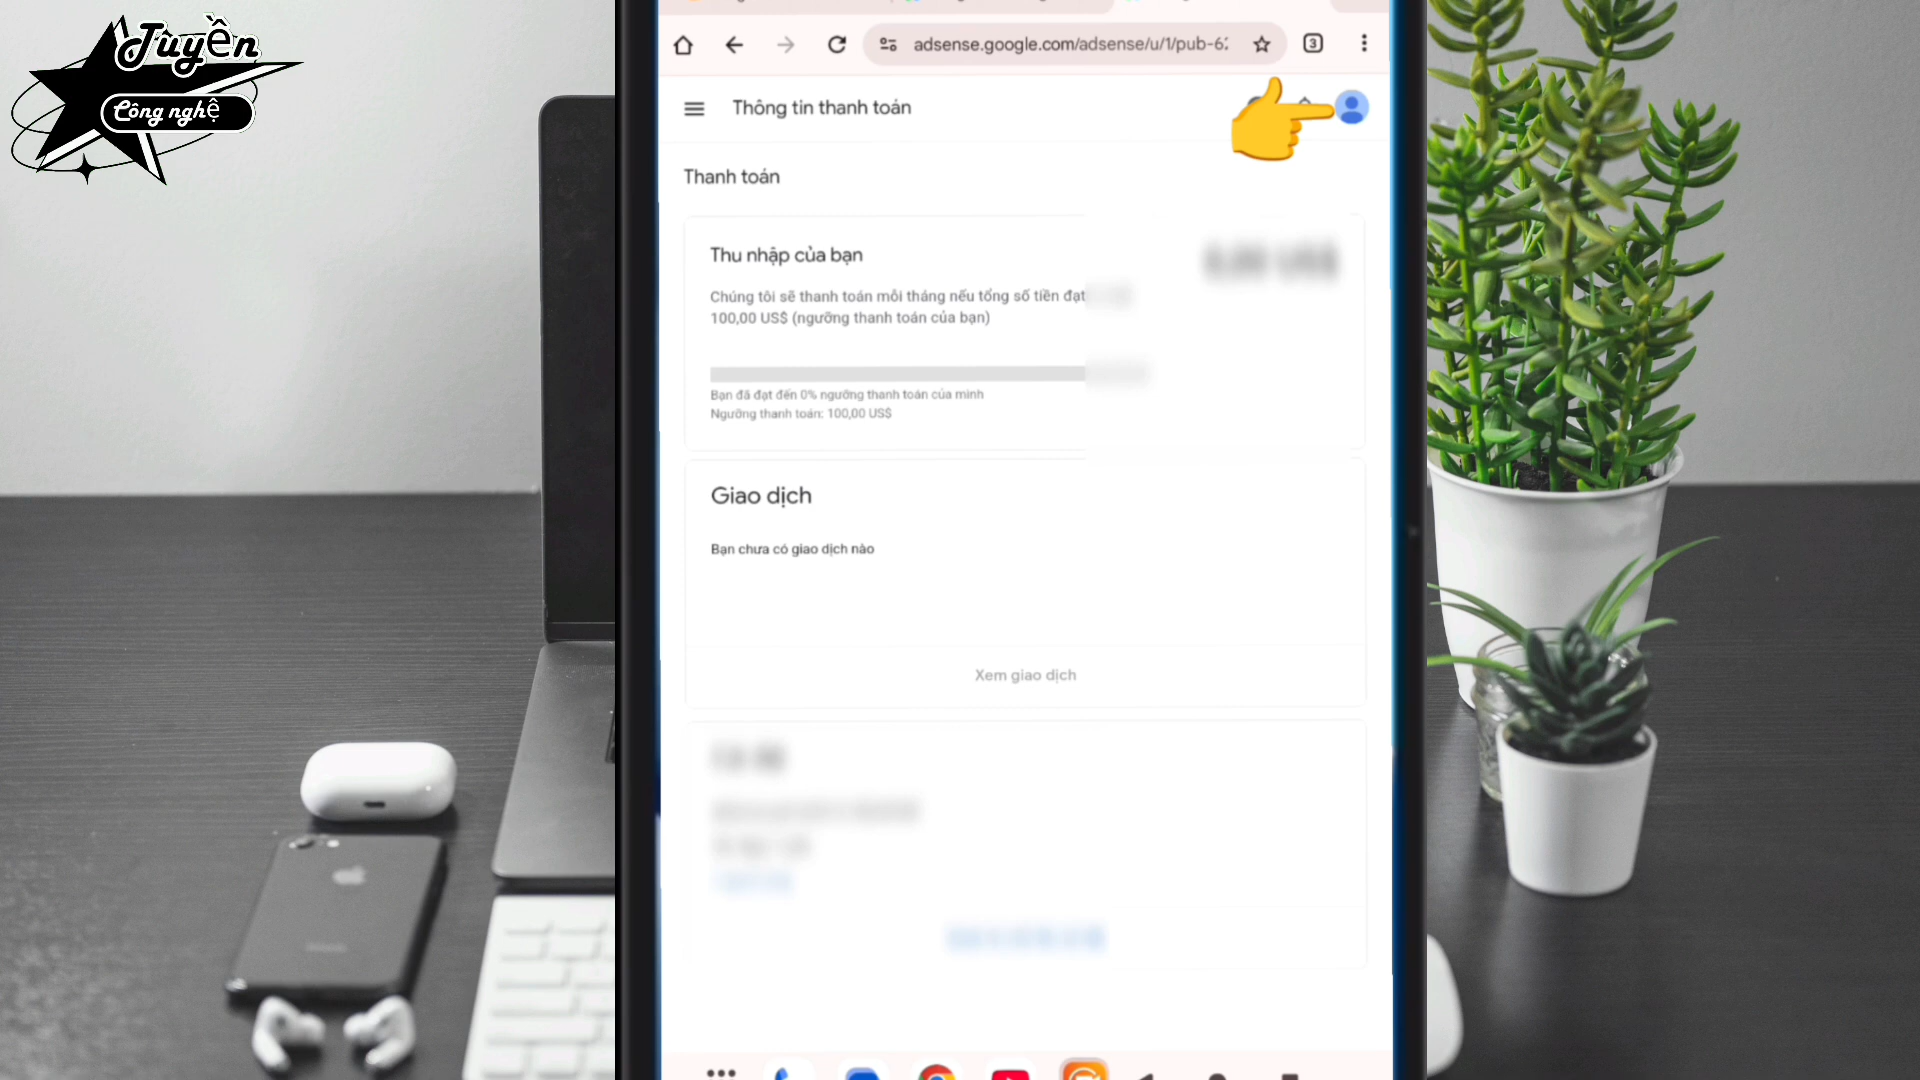 Tuyền
Công nghệ
adsense.google.com/adsense/u/1/pub-6
3
Thông tin thanh toán
Thanh toán
Thu nhập của bạn
Chúng tôi sẽ thanh toán mỗi tháng nếu tổng số tiền đạt
100,00 US$ (ngưỡng thanh toán của bạn)
Bạn đã đạt đến 0% ngưỡng thanh toán của mình
Ngưỡng thanh toán: 100,00 US$
Giao dịch
Bạn chưa có giao dịch nào
Xem giao dịch